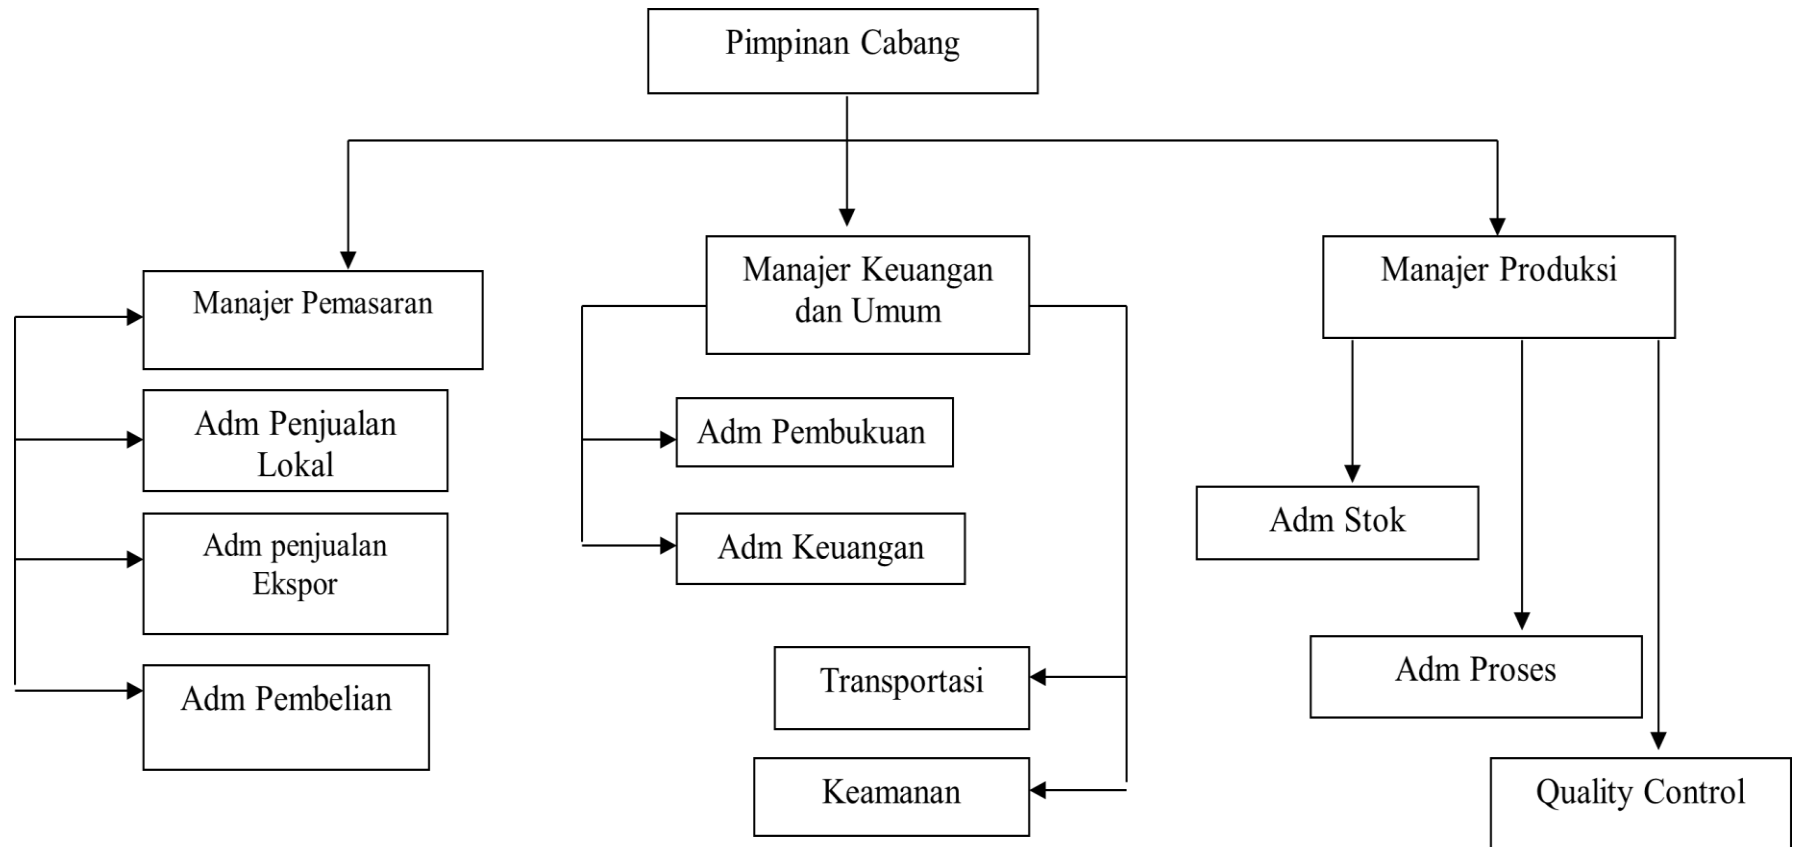 Pimpinan Cabang
Manajer Pemasaran
Adm Penjualan
Lokal
Adm penjualan
Ekspor
Adm Pembelian
Manajer Keuangan
dan Umum
Adm Pembukuan
Adm Keuangan
Transportasi
Keamanan
Manajer Produksi
Adm Stok
Adm Proses
Quality Control